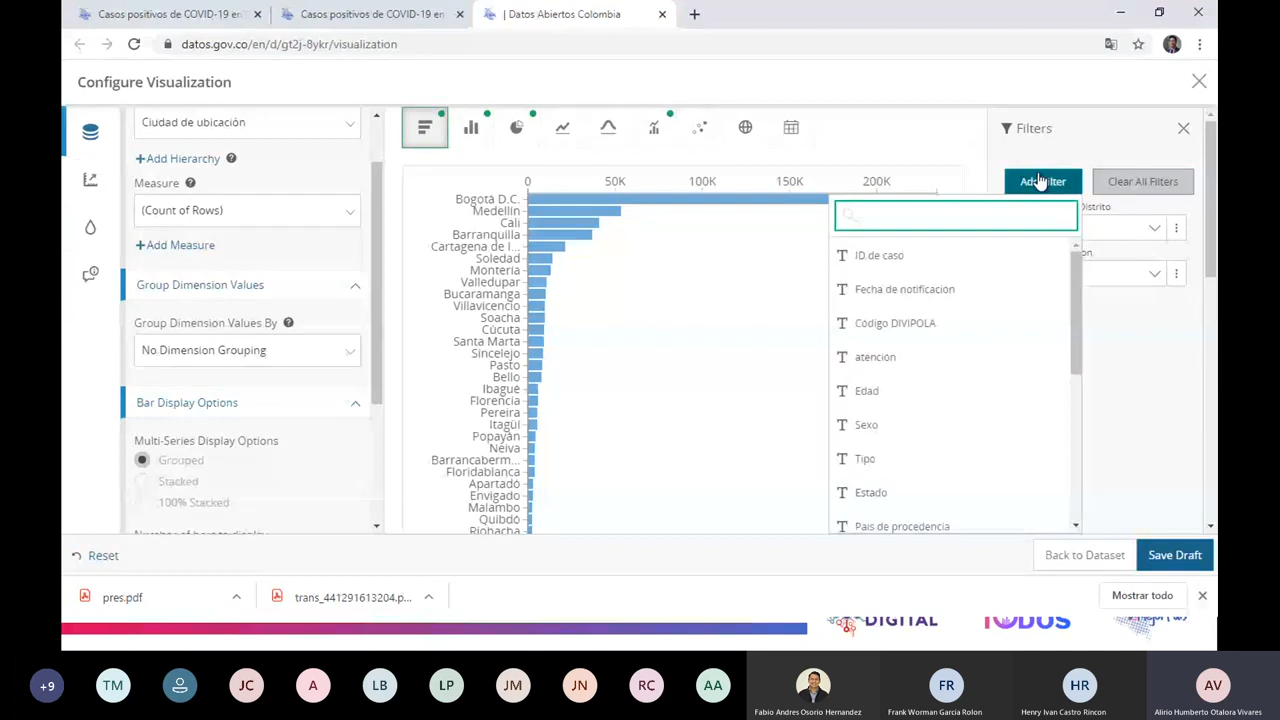 Casos positivos de COVID-19 en
Casos positivos de COVID-19 en
| Datos Abiertos Colombia
datos.gov.co/en/d/gt2j-8ykr/visualization
Configure Visualization
Ciudad de ubicación
+Add Hierarchy
Measure
(Count of Rows)
+Add Measure
Group Dimension Values
Group Dimension Values By
No Dimension Grouping
Bar Display Options
Multi-Series Display Options
Grouped
Stacked
100% Stacked
0 50K 100K 150K 200K
Bogotá D.C.
Medellín
Cali
Barranquilla
Cartagena de I...
Soledad
Montería
Valledupar
Bucaramanga
Villavicencio
Soacha
Cúcuta
Santa Marta
Sincelejo
Pasto
Bello
Ibagué
Florencia
Pereira
Itagüí
Popayán
Neiva
Barrancaberm...
Floridablanca
Apartadó
Envigado
Malambo
Quibdó
Riohacha
Filters
Add Filter
Clear All Filters
Distrito
ID de caso
Fecha de notificación
Código DIVIPOLA
atención
Edad
Sexo
Tipo
Estado
País de procedencia
Reset
Back to Dataset
Save Draft
pres.pdf
trans_441291613204.p...
Mostrar todo
DIGITAL
TODOS
+9
TM
JC
A
LB
LP
JM
JN
RC
AA
FR
HR
AV
Fabio Andres Osorio Hernandez
Frank Worman García Rolon
Henry Ivan Castro Rincon
Alirio Humberto Otalora Vivares